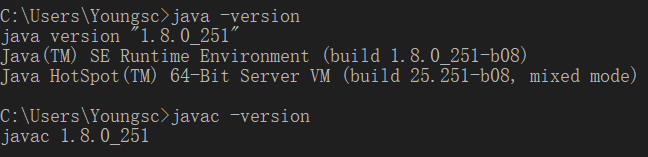 C:\Users\Youngsc>java -version
java version "1.8.0_251"
Java(TM) SE Runtime Environment (build 1.8.0_251-b08)
Java HotSpot(TM) 64-Bit Server VM (build 25.251-b08, mixed mode)
C:\Users\Youngsc>javac -version
javac 1.8.0_251